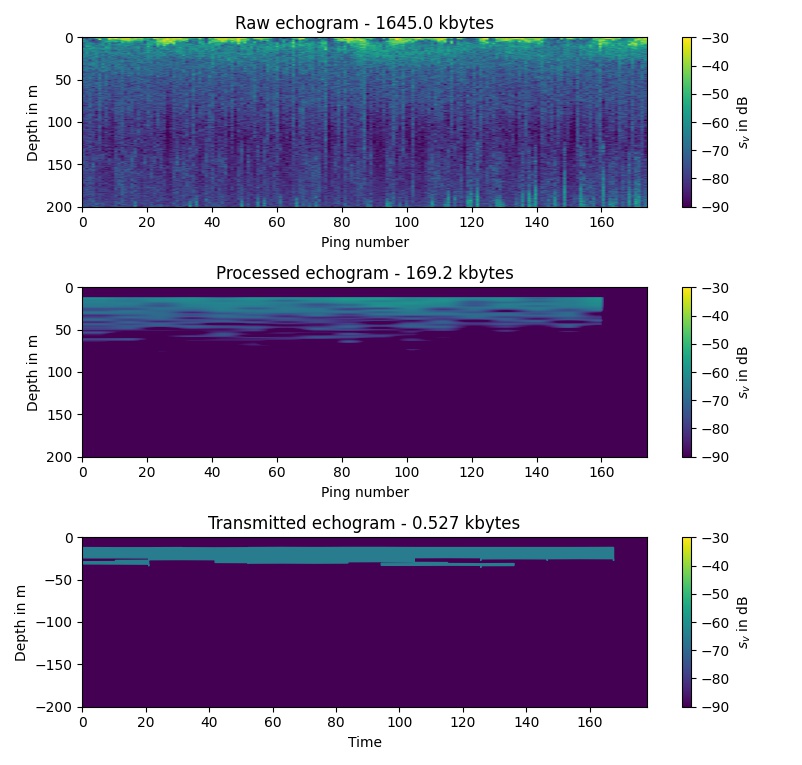 Raw echogram - 1645.0 kbytes
0
50
100
150
200
Depth in m
0 20 40 60 80 100 120 140 160
Ping number
−30
−40
−50
−60
−70
−80
−90
sv in dB
Processed echogram - 169.2 kbytes
0
50
100
150
200
Depth in m
0 20 40 60 80 100 120 140 160
Ping number
−30
−40
−50
−60
−70
−80
−90
sv in dB
Transmitted echogram - 0.527 kbytes
0
−50
−100
−150
−200
Depth in m
0 20 40 60 80 100 120 140 160
Time
−30
−40
−50
−60
−70
−80
−90
sv in dB